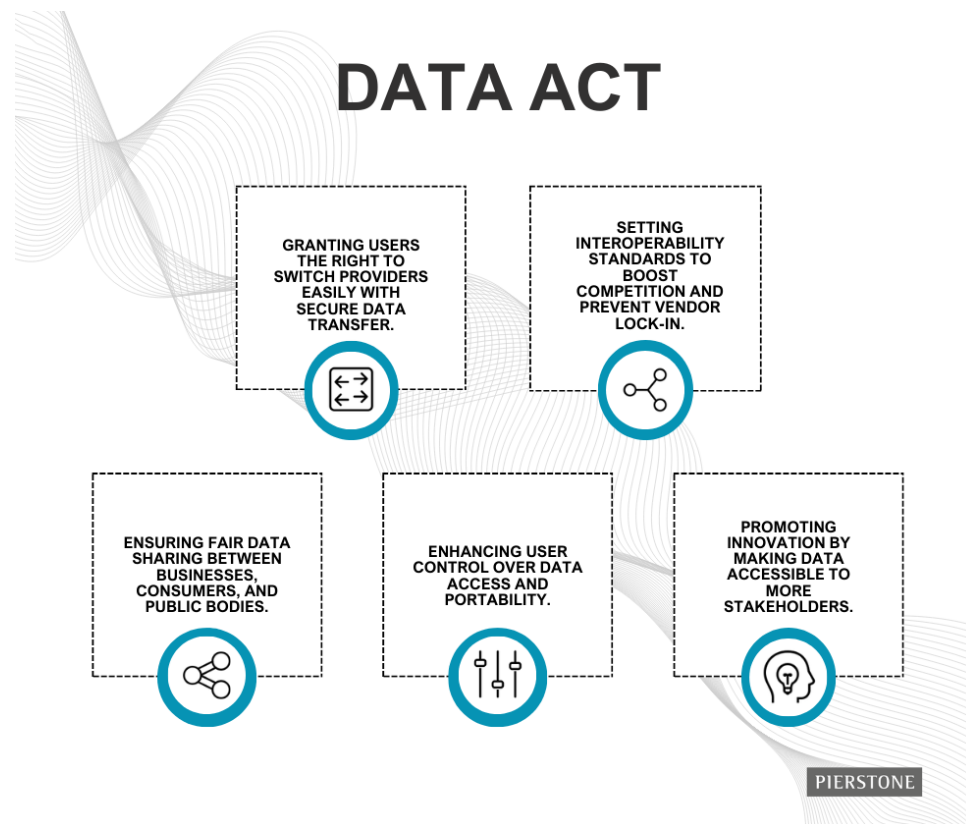 DATA ACT
GRANTING USERS
THE RIGHT TO
SWITCH PROVIDERS
EASILY WITH
SECURE DATA
TRANSFER.
SETTING
INTEROPERABILITY
STANDARDS TO
BOOST
COMPETITION AND
PREVENT VENDOR
LOCK-IN.
ENSURING FAIR DATA
SHARING BETWEEN
BUSINESSES,
CONSUMERS, AND
PUBLIC BODIES.
ENHANCING USER
CONTROL OVER DATA
ACCESS AND
PORTABILITY.
PROMOTING
INNOVATION BY
MAKING DATA
ACCESSIBLE TO
MORE
STAKEHOLDERS.
PIERSTONE